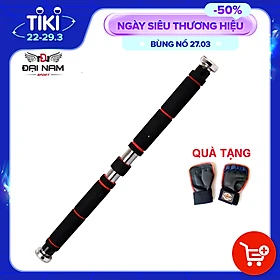 TIKI
22-29.3
-50%
NGÀY SIÊU THƯƠNG HIỆU
BÙNG NỔ 27.03
ĐẠI NAM
SPORT
QUÀ TẶNG